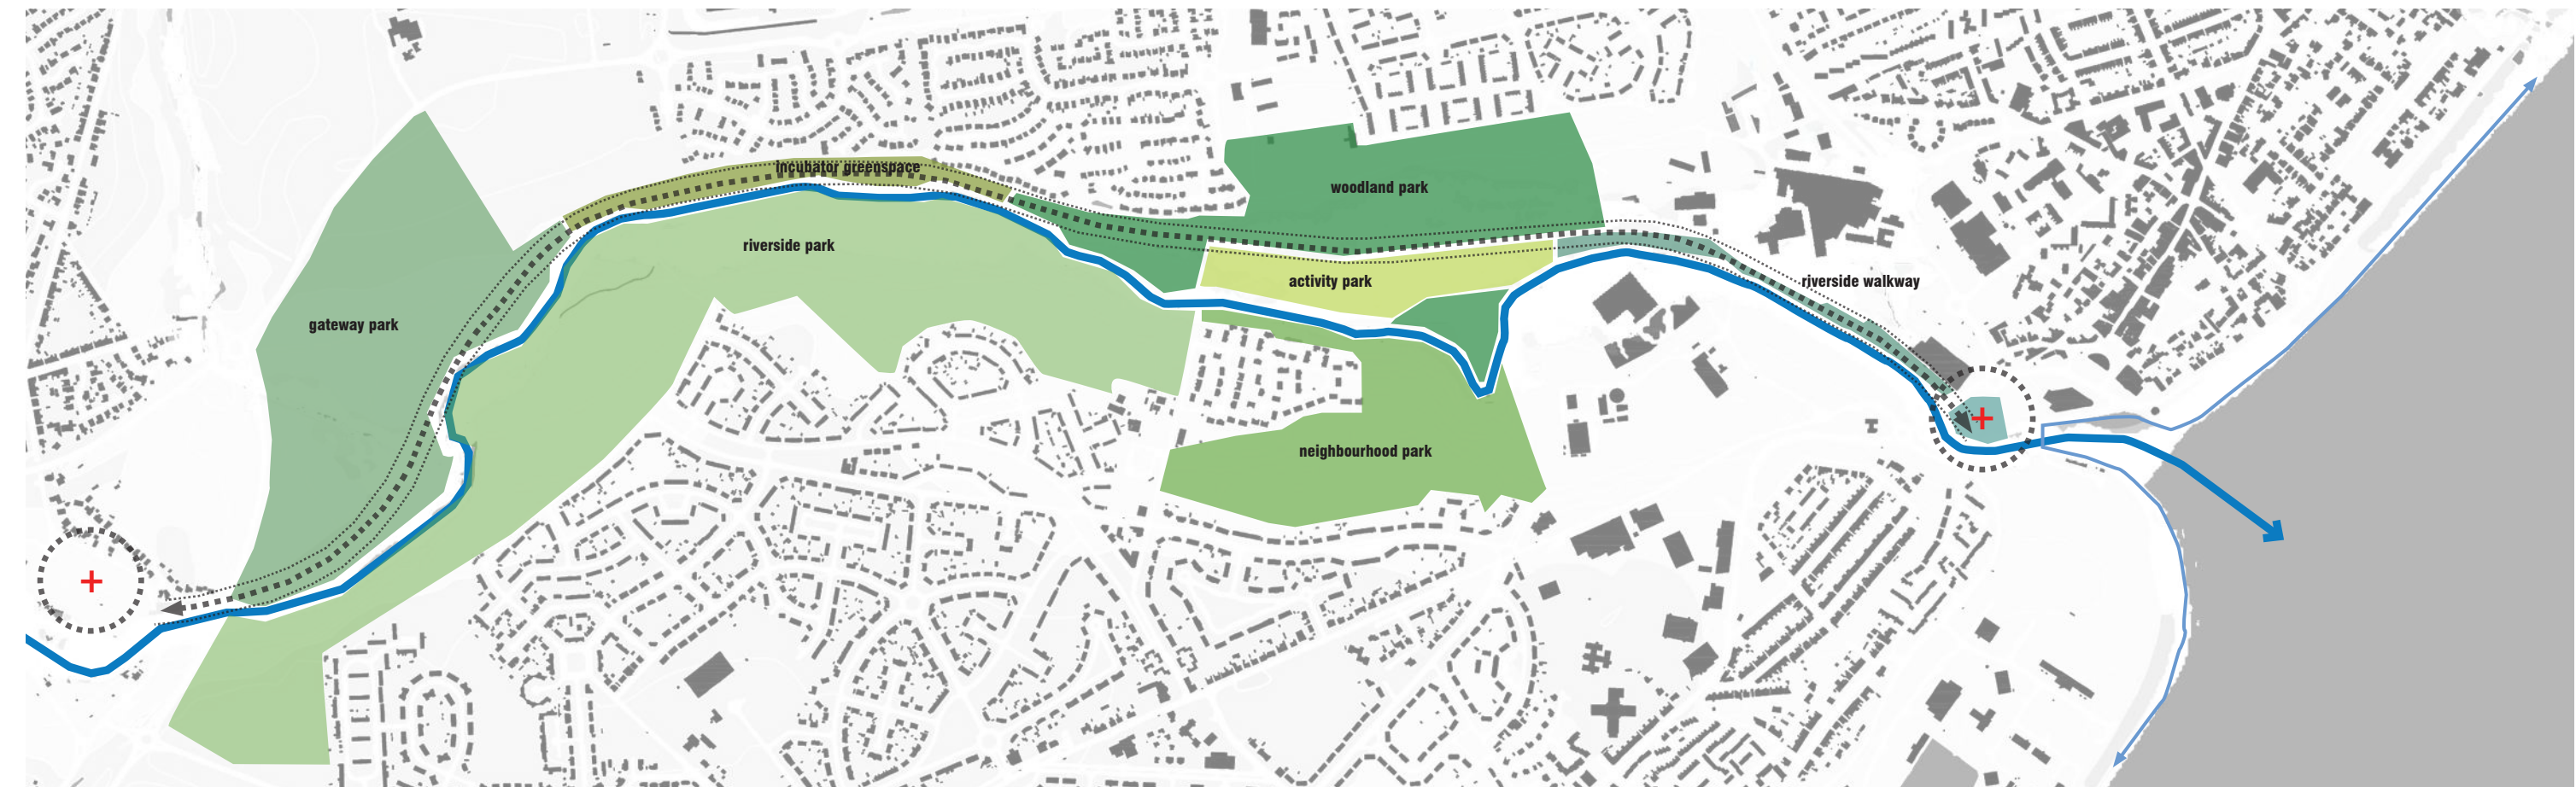 incubator greenspace
woodland park
riverside park
activity park
riverside walkway
gateway park
neighbourhood park